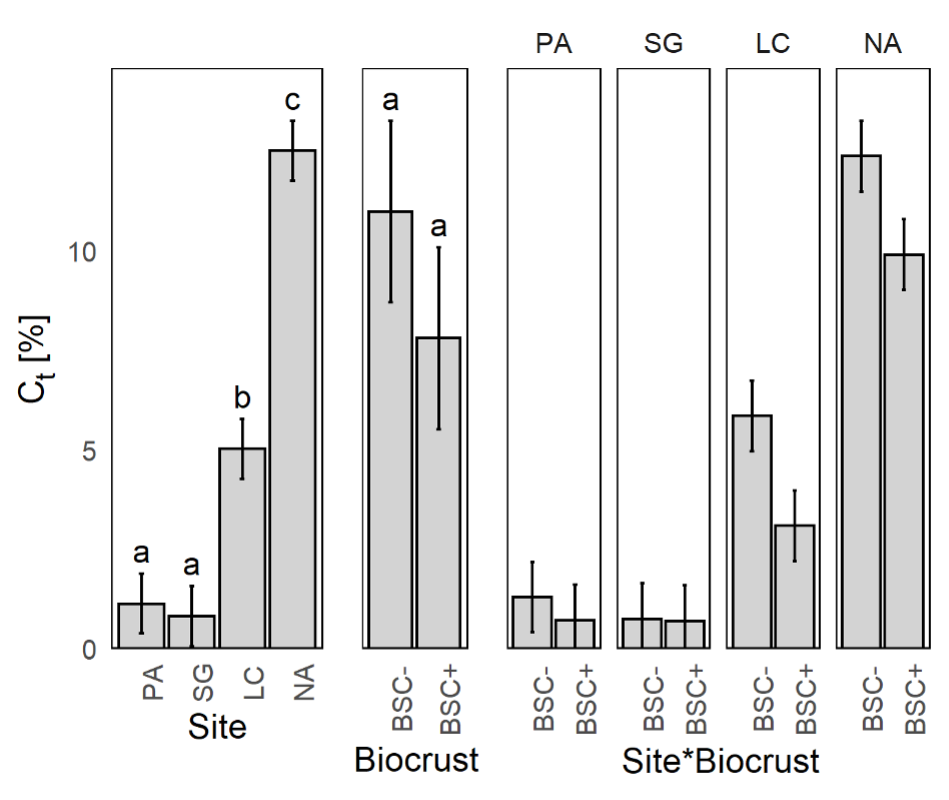 PA SG LC NA
c
a
a
b
a
a
Ct [%]
10
5
0
PA SG LC NA
BSC- BSC+
BSC- BSC+ BSC- BSC+ BSC- BSC+ BSC- BSC+
Site
Biocrust
Site*Biocrust